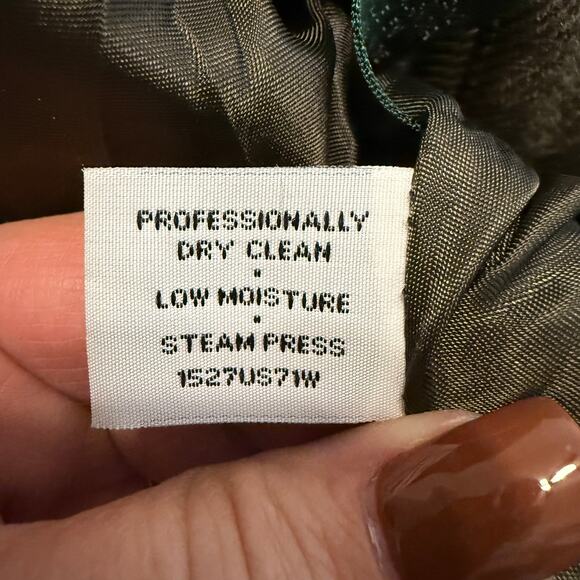 PROFESSIONALLY
DRY CLEAN
•
LOW MOISTURE
•
STEAM PRESS
1527US71W